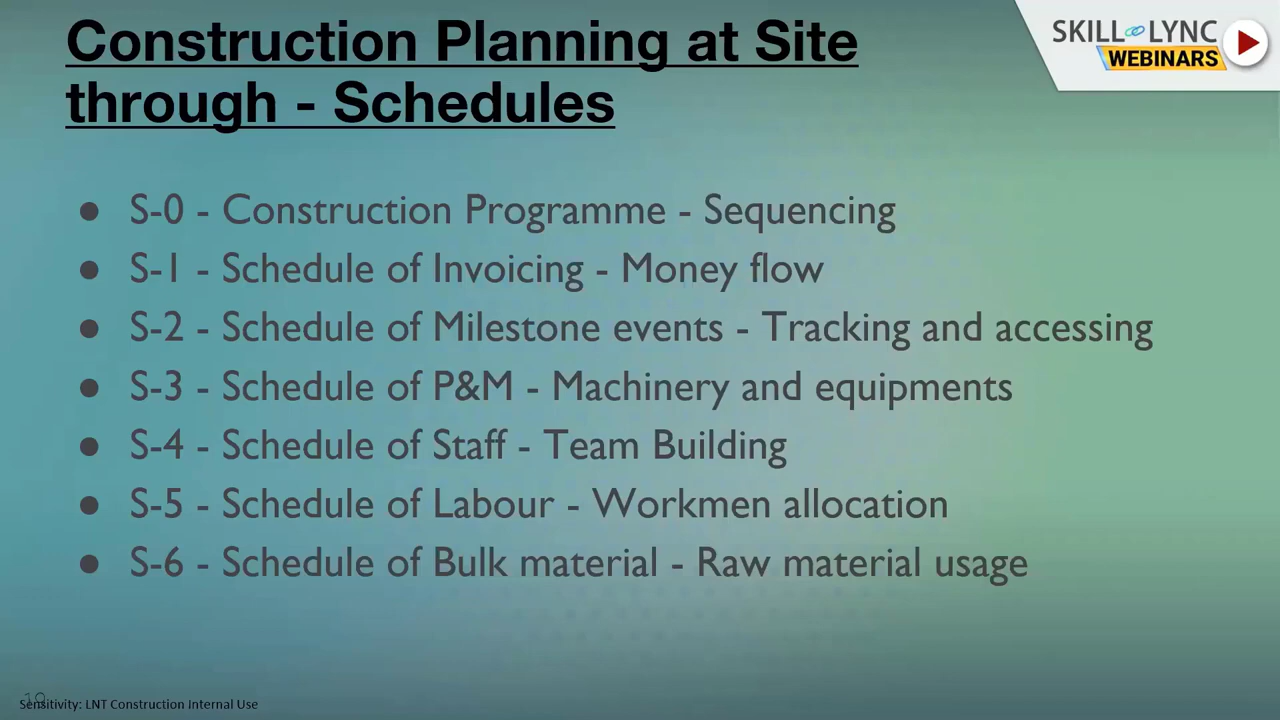 Construction Planning at Site
through - Schedules
SKILL LYNC
WEBINARS
● S-0 - Construction Programme - Sequencing
● S-1 - Schedule of Invoicing - Money flow
● S-2 - Schedule of Milestone events - Tracking and accessing
● S-3 - Schedule of P&M - Machinery and equipments
● S-4 - Schedule of Staff - Team Building
● S-5 - Schedule of Labour - Workmen allocation
● S-6 - Schedule of Bulk material - Raw material usage
Sensitivity: LNT Construction Internal Use